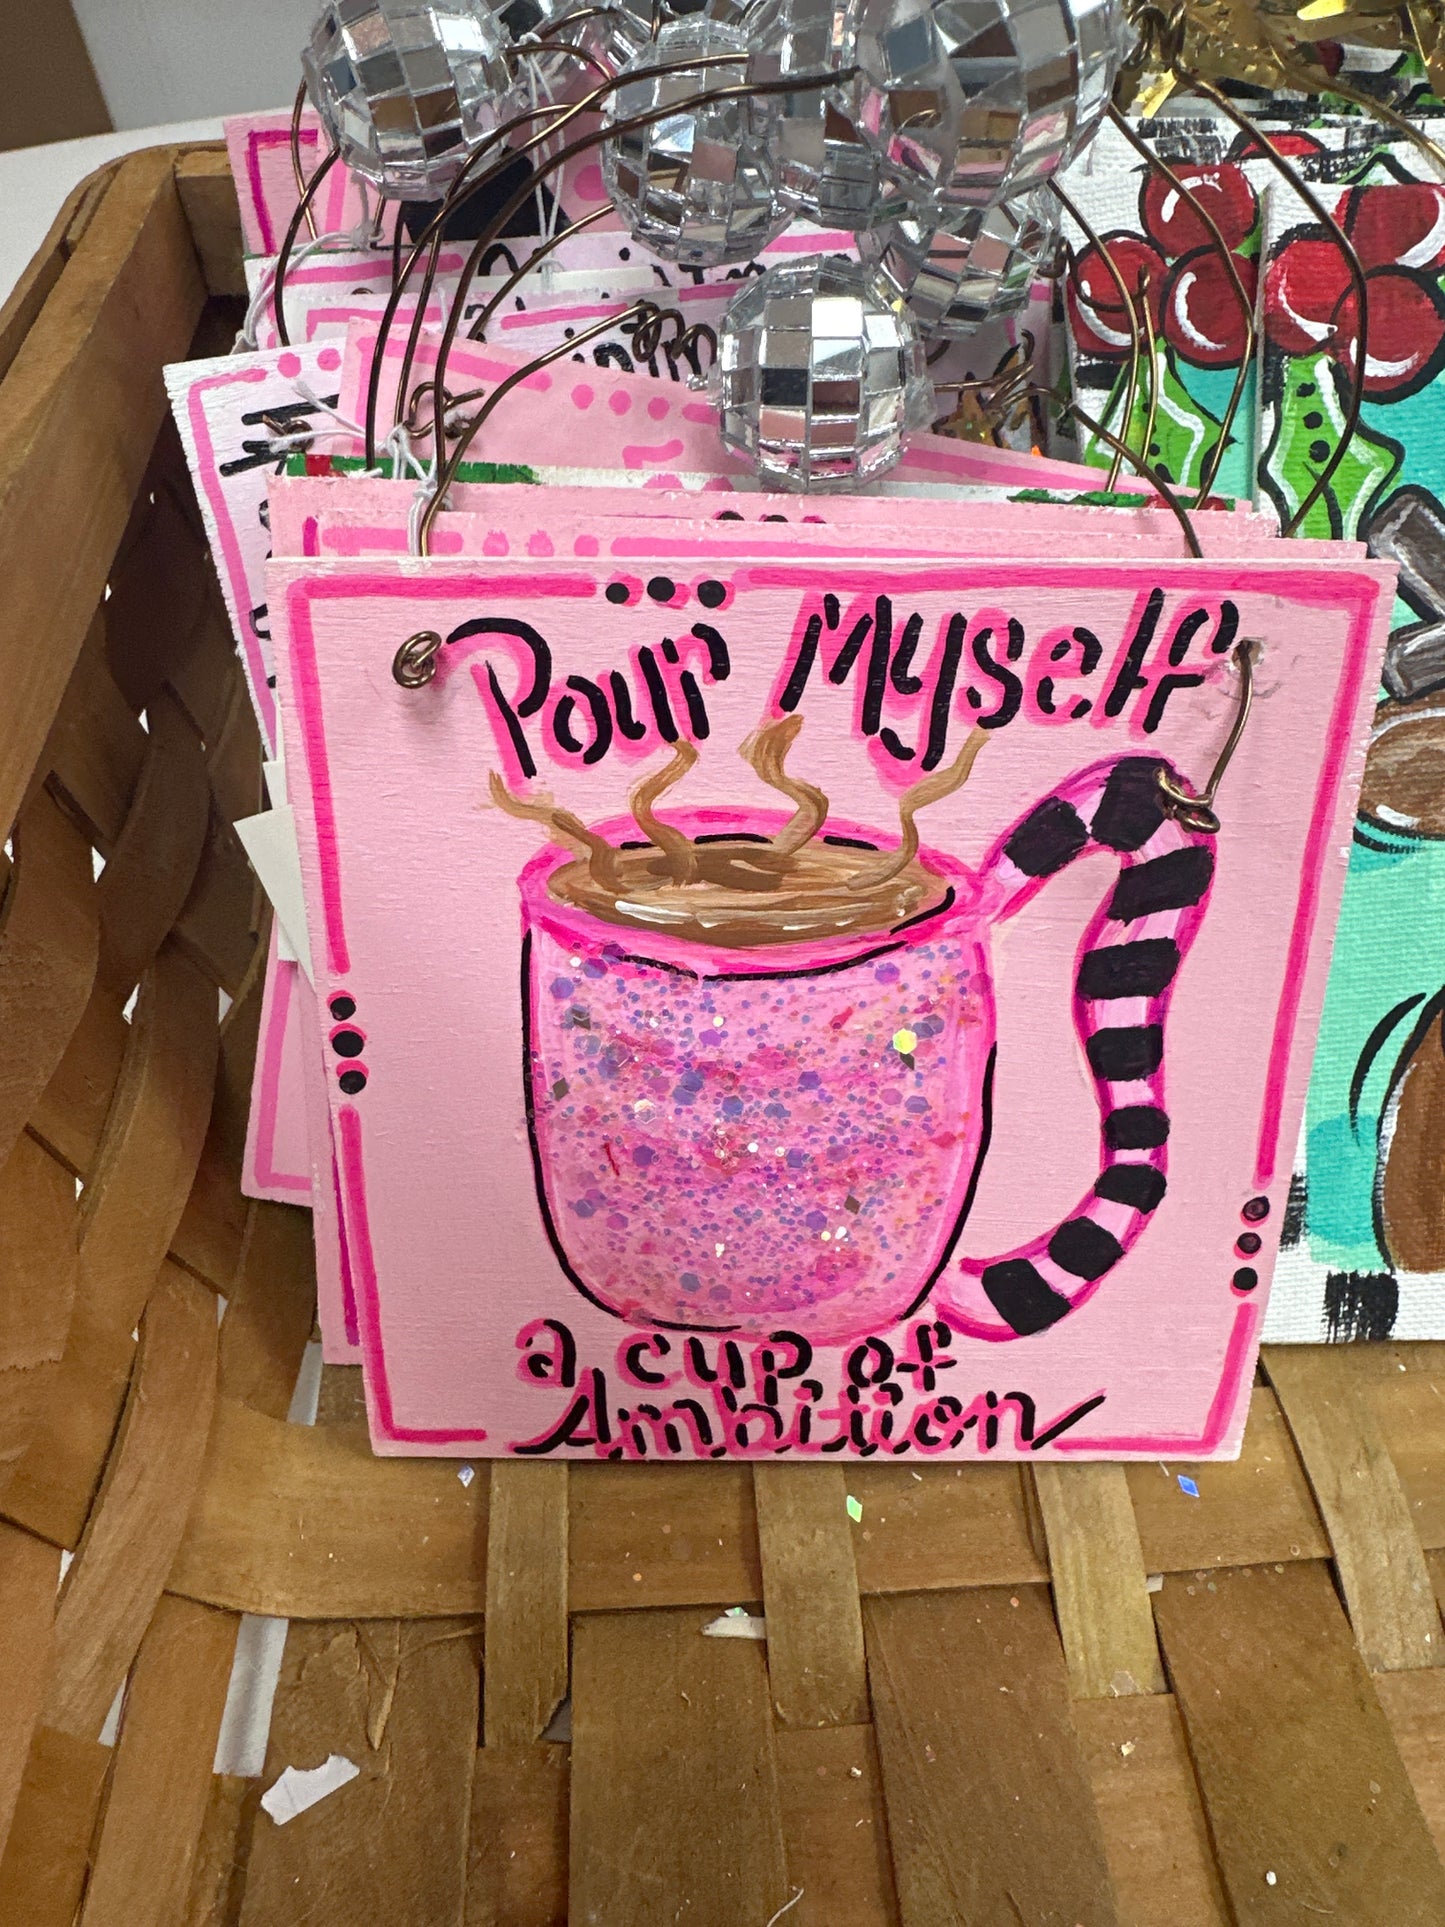 Pour Myself
a cup of
Ambition